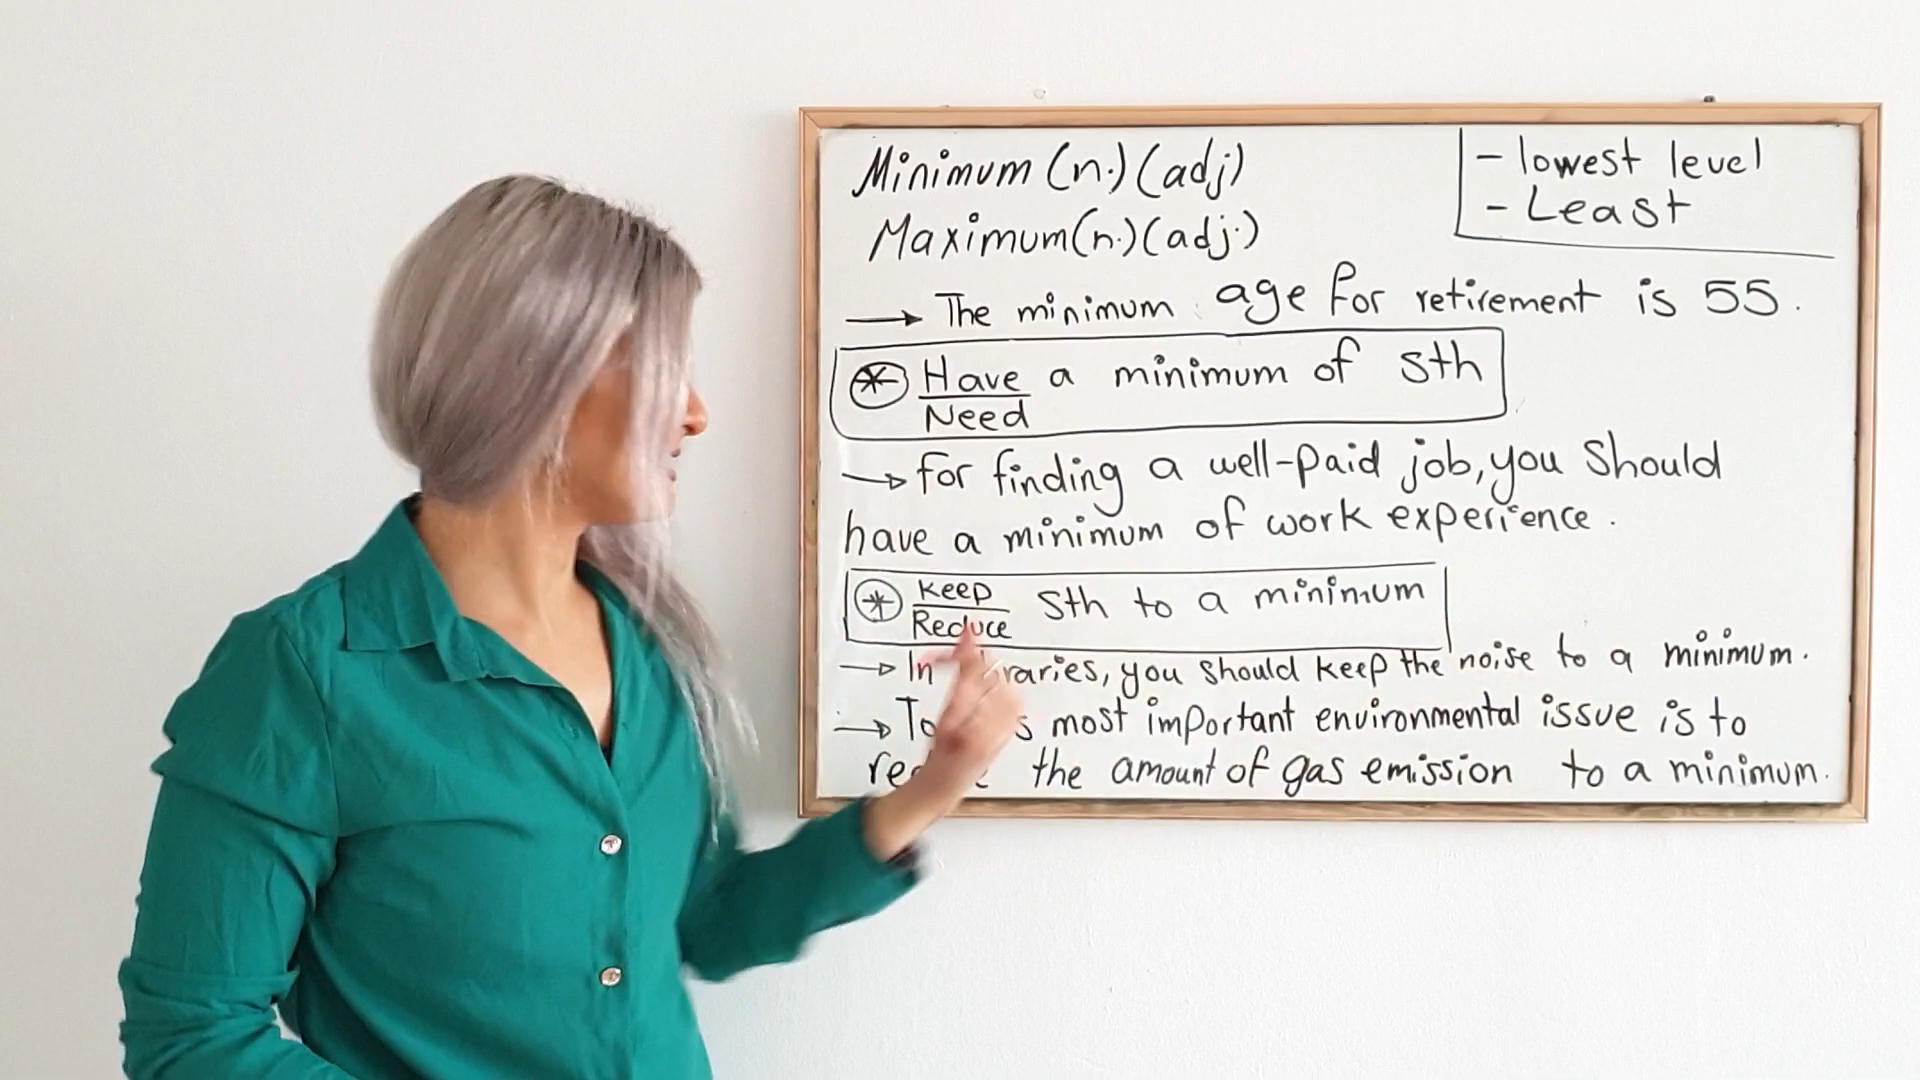 Minimum (n.) (adj)
Maximum (n.) (adj.)
- lowest level
- Least
→ The minimum age for retirement is 55.
* Have a minimum of sth
Need
→ for finding a well-paid job, you should
have a minimum of work experience.
* Keep sth to a minimum
Reduce
→ In you should keep the noise to a minimum.
→ most important environmental issue is to
the amount of gas emission to a minimum.